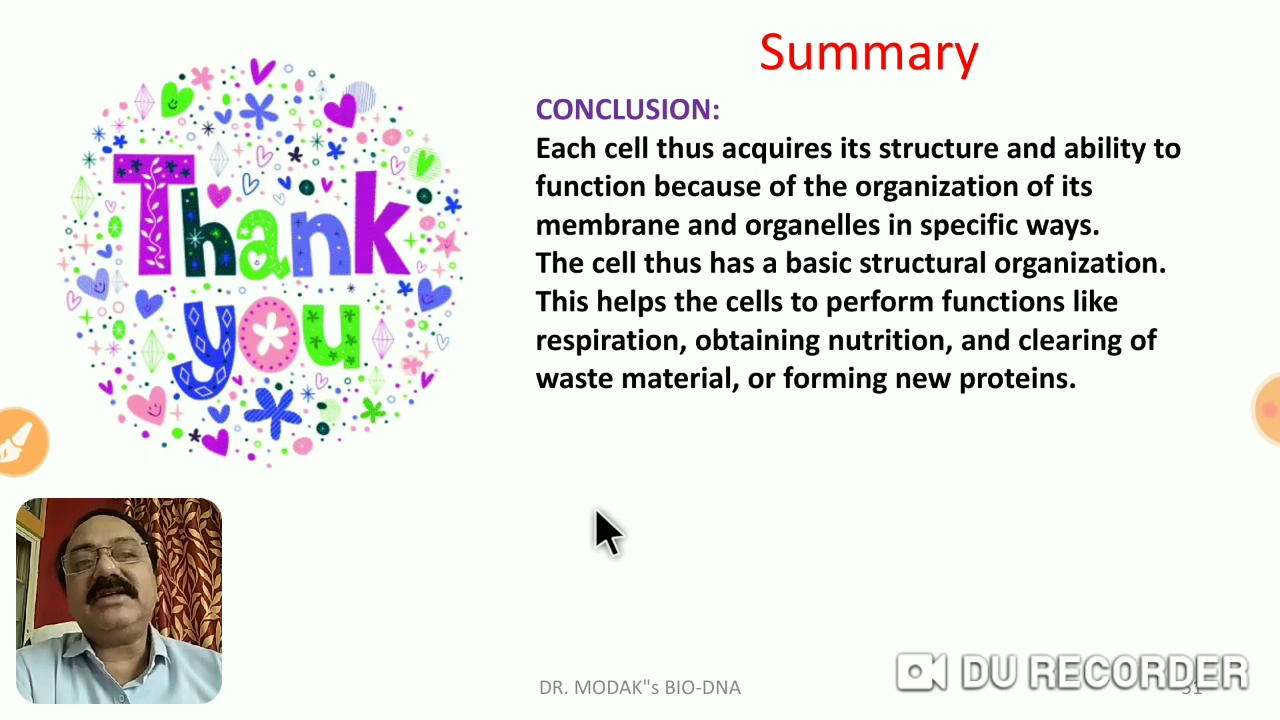 Summary
Thank
you
CONCLUSION:
Each cell thus acquires its structure and ability to
function because of the organization of its
membrane and organelles in specific ways.
The cell thus has a basic structural organization.
This helps the cells to perform functions like
respiration, obtaining nutrition, and clearing of
waste material, or forming new proteins.
DR. MODAK"s BIO-DNA
DU RECORDER